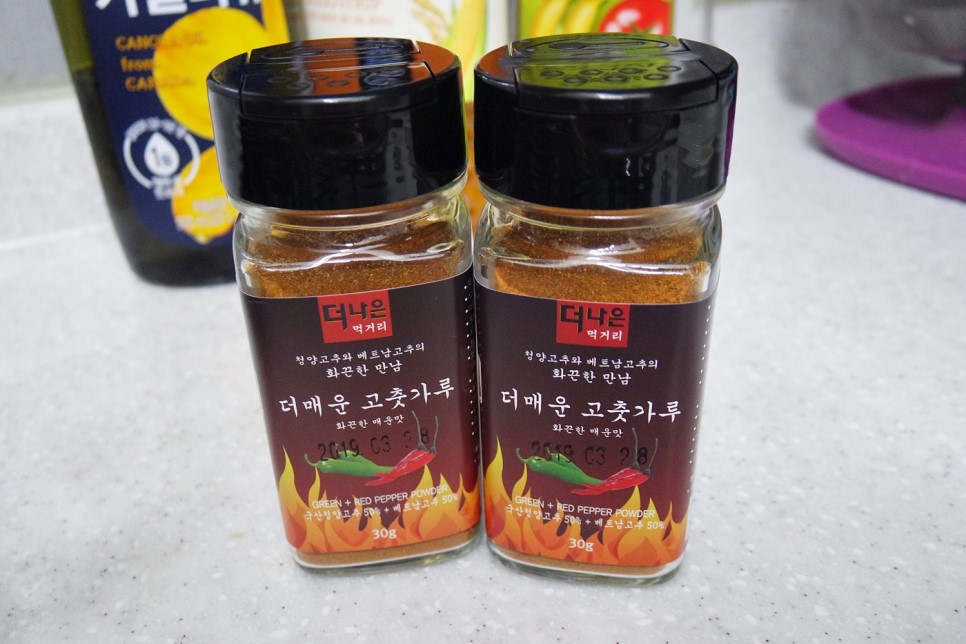 CANOLA OIL
from
CANADA
더나은
먹거리
청양고추와 베트남고추의
화끈한 만남
더매운 고춧가루
화끈한 매운맛
2019 03 28
GREEN + RED PEPPER POWDER
국산청양고추 50% + 베트남고추 50%
30g
더나은
먹거리
청양고추와 베트남고추의
화끈한 만남
더매운 고춧가루
화끈한 매운맛
2019 03 28
GREEN + RED PEPPER POWDER
국산청양고추 50% + 베트남고추 50%
30g